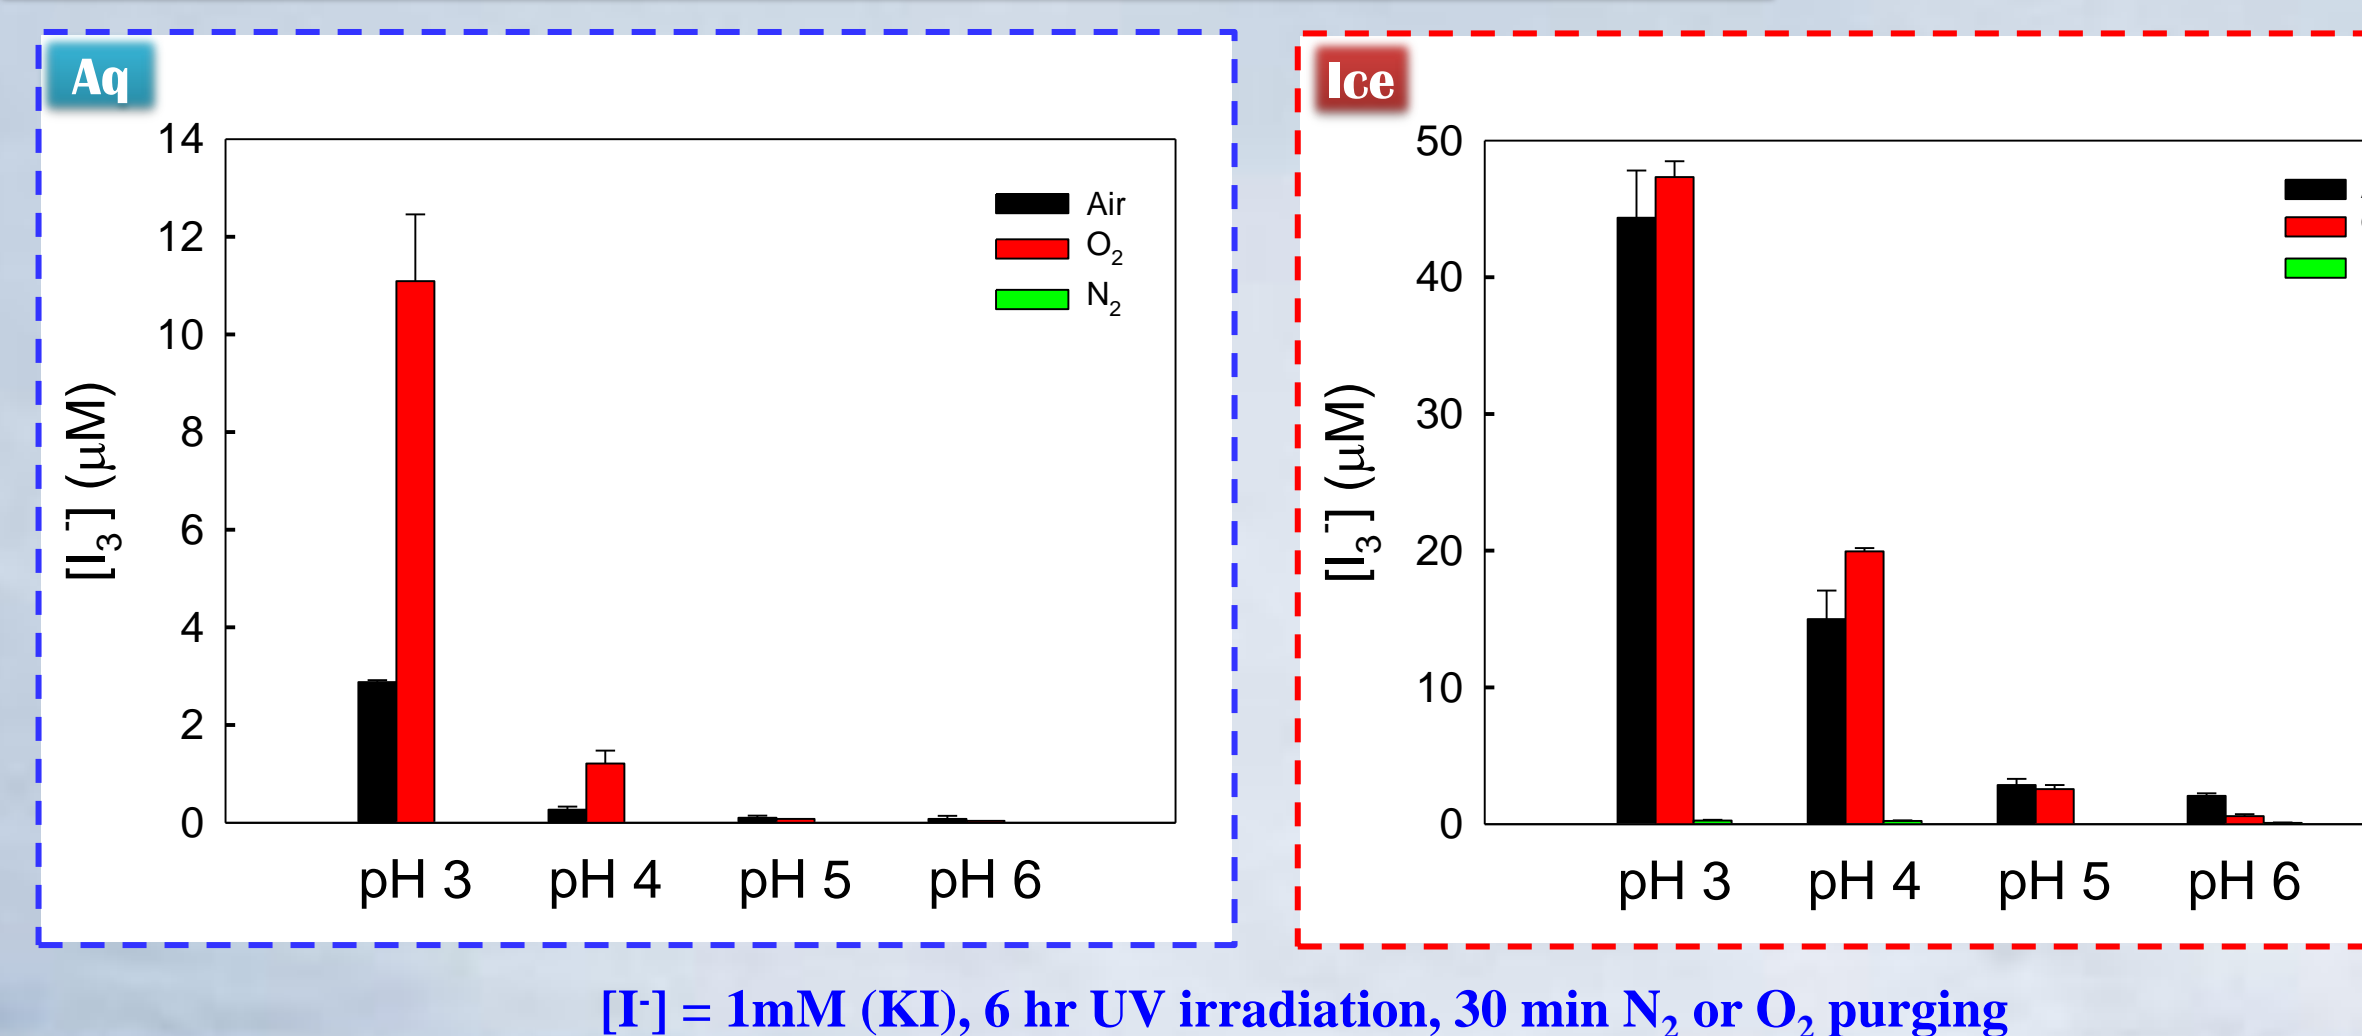 Aq
14
12
10
8
6
4
2
0
[I3-] (μM)
Air
O2
N2
pH 3 pH 4 pH 5 pH 6
Ice
50
40
30
20
10
0
[I3-] (μM)
pH 3 pH 4 pH 5 pH 6
[I-] = 1mM (KI), 6 hr UV irradiation, 30 min N2 or O2 purging